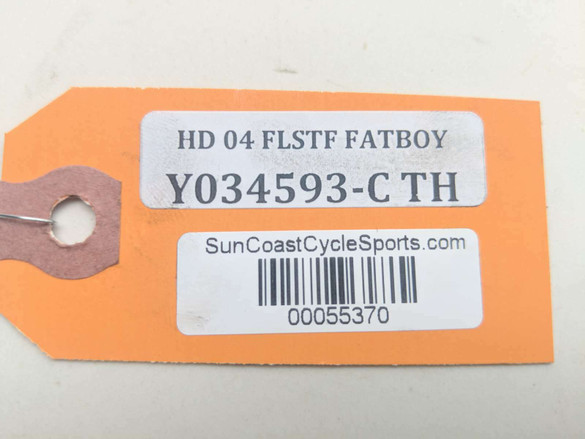 HD 04 FLSTF FATBOY
Y034593-C TH
SunCoastCycleSports.com
00055370